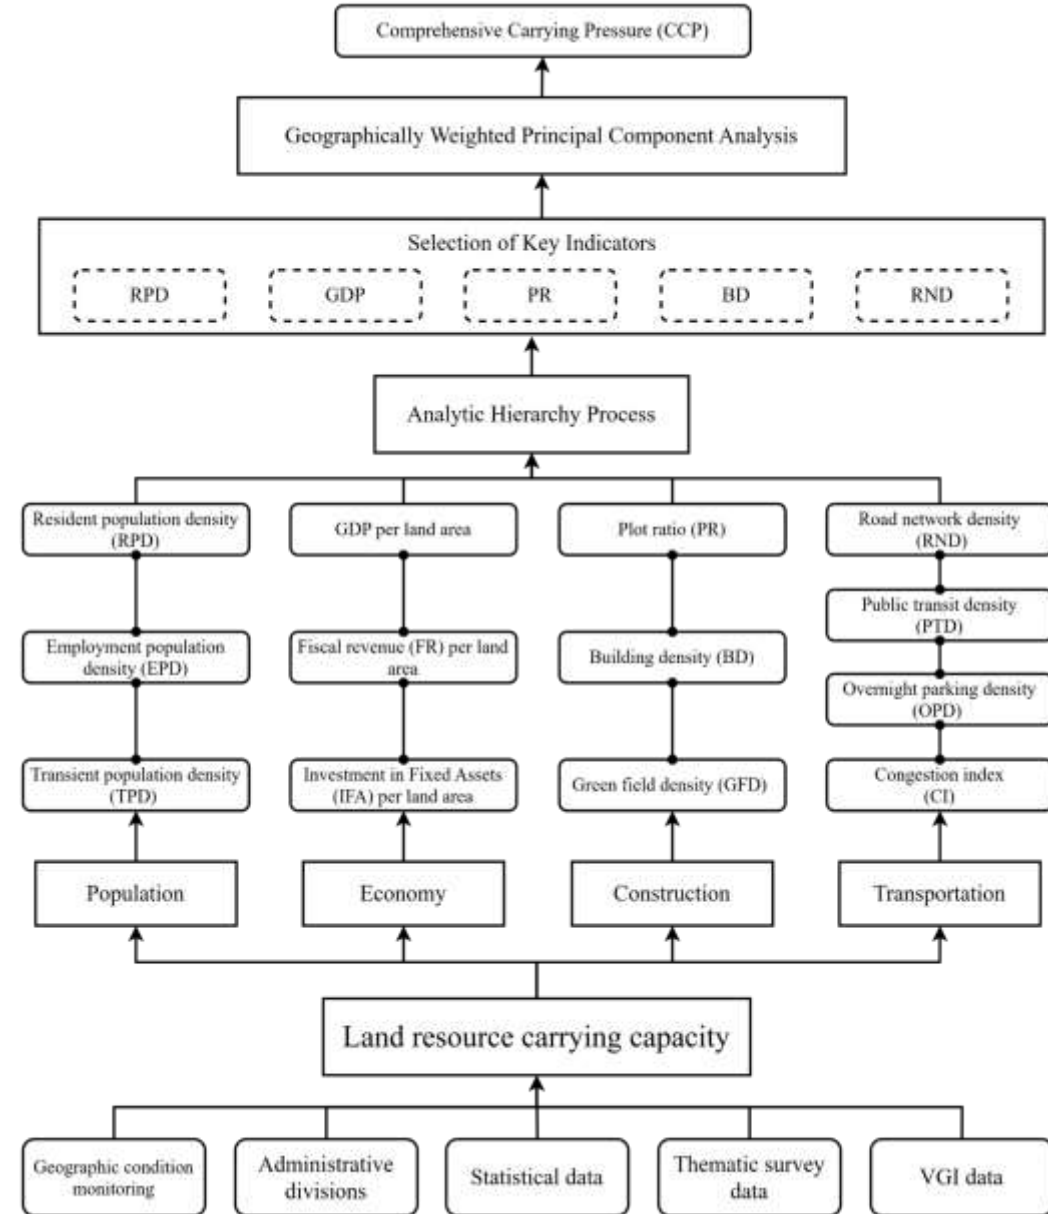 Comprehensive Carrying Pressure (CCP)
Geographically Weighted Principal Component Analysis
Selection of Key Indicators
RPD
GDP
PR
BD
RND
Analytic Hierarchy Process
Resident population density
(RPD)
GDP per land area
Plot ratio (PR)
Road network density
(RND)
Public transit density
(PTD)
Employment population
density (EPD)
Fiscal revenue (FR) per land
area
Building density (BD)
Overnight parking density
(OPD)
Transient population density
(TPD)
Investment in Fixed Assets
(IFA) per land area
Green field density (GFD)
Congestion index
(CI)
Population
Economy
Construction
Transportation
Land resource carrying capacity
Geographic condition
monitoring
Administrative
divisions
Statistical data
Thematic survey
data
VGI data